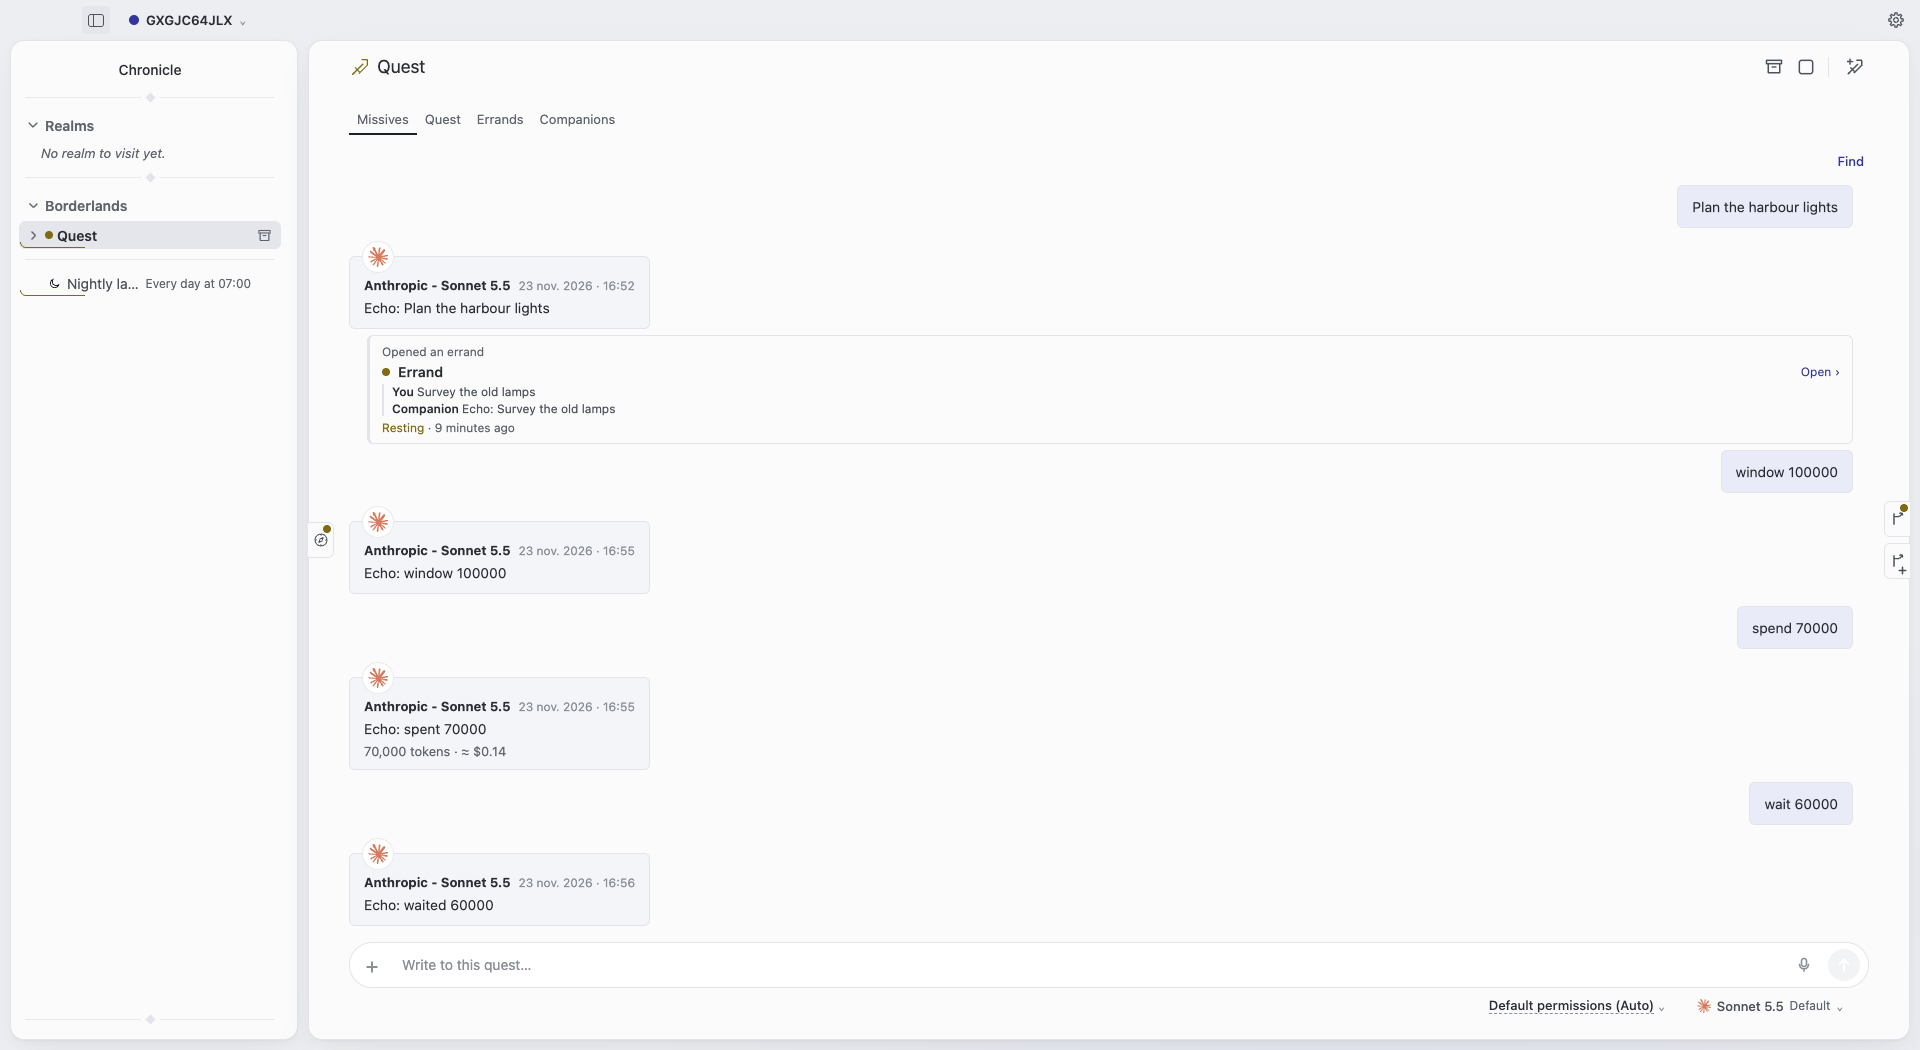 GXGJC64JLX
Chronicle
Realms
No realm to visit yet.
Borderlands
Quest
Nightly la... Every day at 07:00
Quest
Missives Quest Errands Companions
Find
Plan the harbour lights
Anthropic - Sonnet 5.5 23 nov. 2026 · 16:52
Echo: Plan the harbour lights
Opened an errand
Errand
Open ›
You Survey the old lamps
Companion Echo: Survey the old lamps
Resting · 9 minutes ago
window 100000
Anthropic - Sonnet 5.5 23 nov. 2026 · 16:55
Echo: window 100000
spend 70000
Anthropic - Sonnet 5.5 23 nov. 2026 · 16:55
Echo: spent 70000
70,000 tokens · ≈ $0.14
wait 60000
Anthropic - Sonnet 5.5 23 nov. 2026 · 16:56
Echo: waited 60000
Write to this quest...
Default permissions (Auto)
Sonnet 5.5 Default